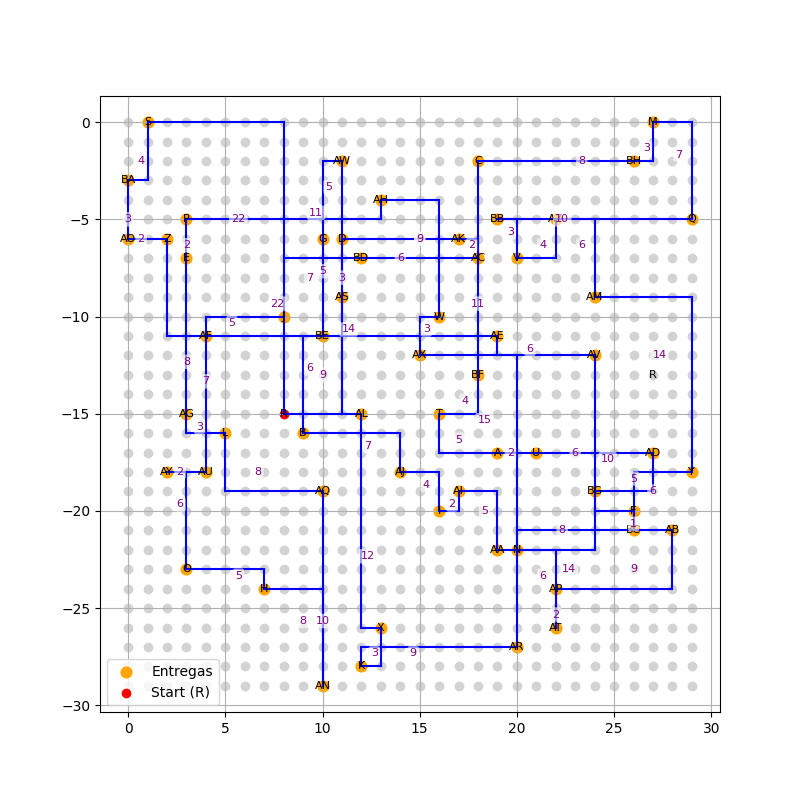 0
−5
−10
−15
−20
−25
−30
0
5
10
15
20
25
30
S
M
AW
C
BH
3
7
4
8
BA
AH
5
3
P
22
11
BB
10
Q
AO
2
Z
2
G
D
9
AK
2
3
4
6
E
7
5
BD
6
AC
V
3
AS
AM
22
11
5
14
W
3
AF
BE
AE
8
7
6
9
AX
6
AV
14
BF
R
4
AG
AL
T
15
3
L
B
7
5
A
2
U
6
10
AD
AY
2
AU
8
AJ
4
5
Y
6
AQ
AI
BG
6
2
5
F
1
8
AB
O
5
AA
N
6
14
9
H
AP
8
10
2
X
AT
12
3
9
AR
K
AN
Entregas
Start (R)